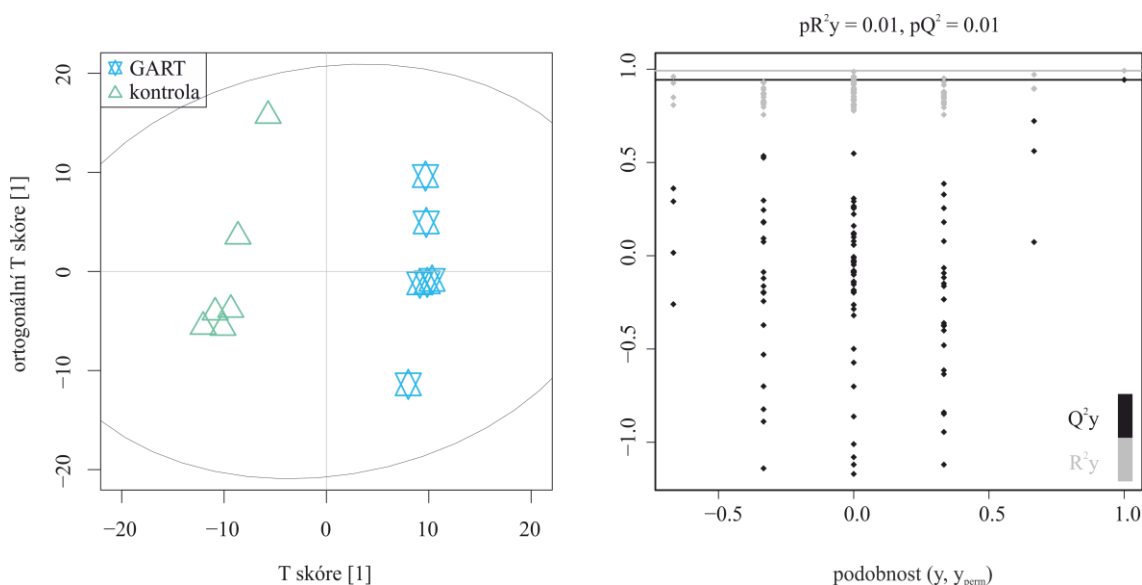 pR²y = 0.01, pQ² = 0.01
GART
kontrola
20
10
0
−10
−20
ortogonální T skóre [1]
−20
−10
0
10
20
T skóre [1]
1.0
0.5
0.0
−0.5
−1.0
Q²y
R²y
−0.5
0.0
0.5
1.0
podobnost (y, yperm)